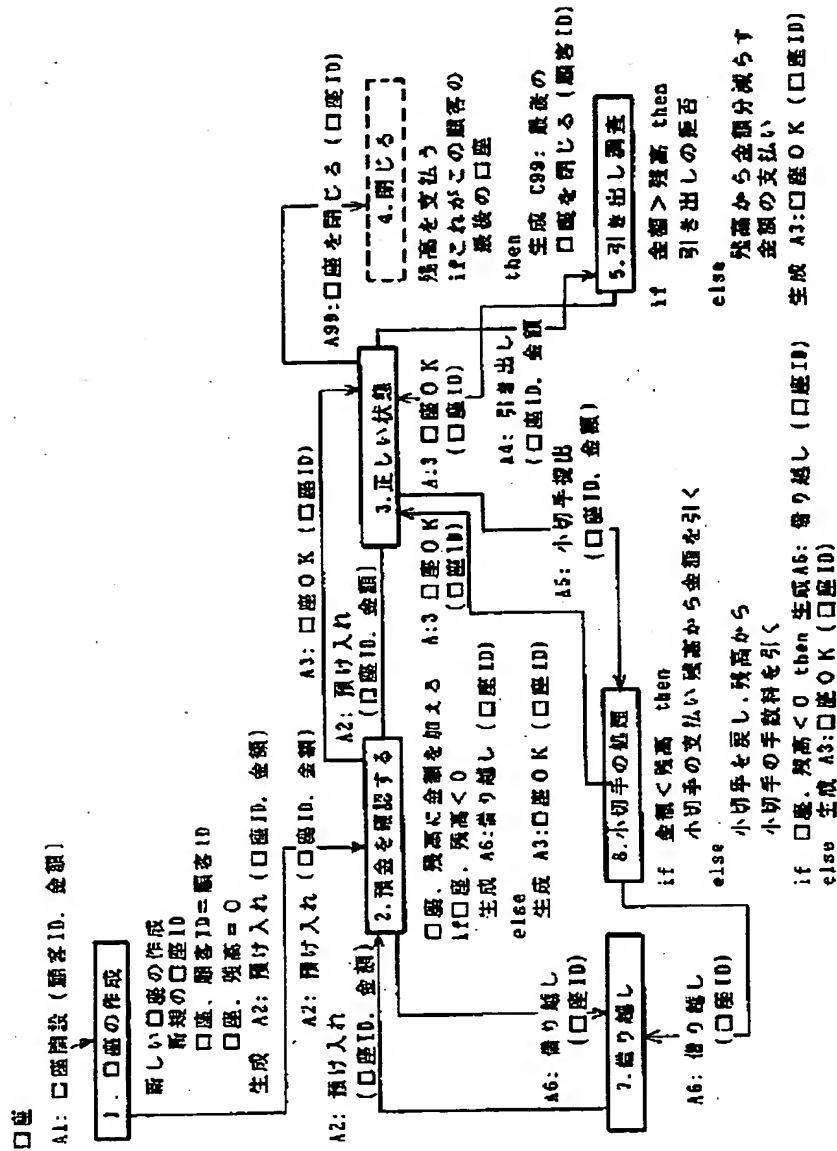 口座
A1: 口座開設 (顧客ID. 金額)
1. 口座の作成
新しい口座の作成
新規の口座ID
口座、顧客ID=顧客ID
口座. 残高=0
生成 A2: 預け入れ (口座ID. 金額)
A2: 預け入れ (口座ID. 金額)
A2: 預け入れ
(口座ID. 金額)
2. 預金を確認する
口座、残高に金額を加える
if口座. 残高<0
生成 A6: 借り越し (口座ID)
else
生成 A3: 口座OK (口座ID)
A3: 口座OK (口座ID)
A2: 預け入れ
(口座ID. 金額)
3. 正しい状態
A99: 口座を閉じる (口座ID)
4. 閉じる
残高を支払う
ifこれがこの顧客の
最後の口座
then
生成 C99: 最後の
口座を閉じる (顧客ID)
A:3 口座OK
(口座ID)
A:3 口座OK
(口座ID)
A4: 引き出し
(口座ID. 金額)
5. 引き出し調査
if 金額>残高 then
引き出しの拒否
else
残高から金額分減らす
金額の支払い
生成 A3: 口座OK (口座ID)
A5: 小切手提出
(口座ID. 金額)
8. 小切手の処理
if 金額<残高 then
小切手の支払い残高から金額を引く
else
小切手を戻し、残高から
小切手の手数料を引く
if 口座. 残高<0 then 生成A6: 借り越し (口座ID)
else 生成 A3: 口座OK (口座ID)
A6: 借り越し
(口座ID)
7. 借り越し
A6: 借り越し
(口座ID)